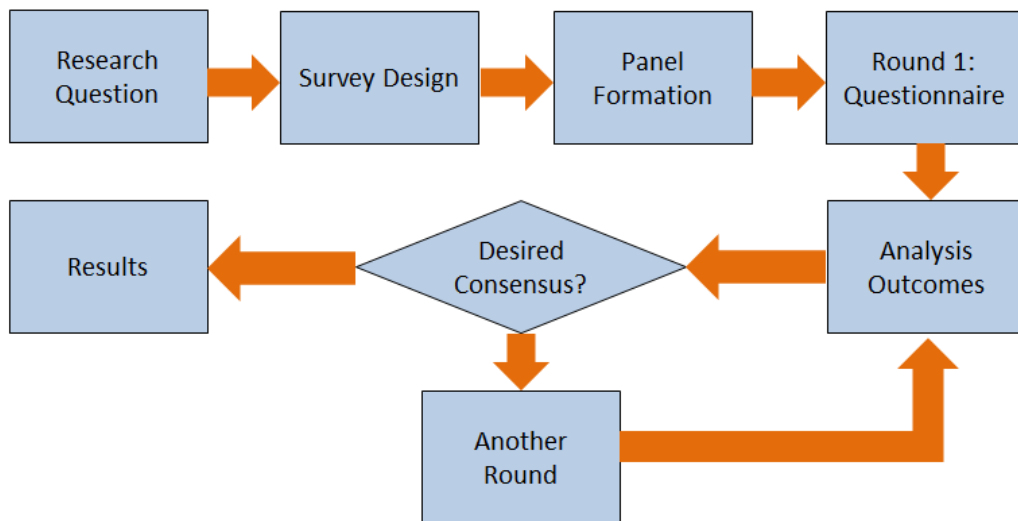 Research
Question
Survey Design
Panel
Formation
Round 1:
Questionnaire
Results
Desired
Consensus?
Analysis
Outcomes
Another
Round